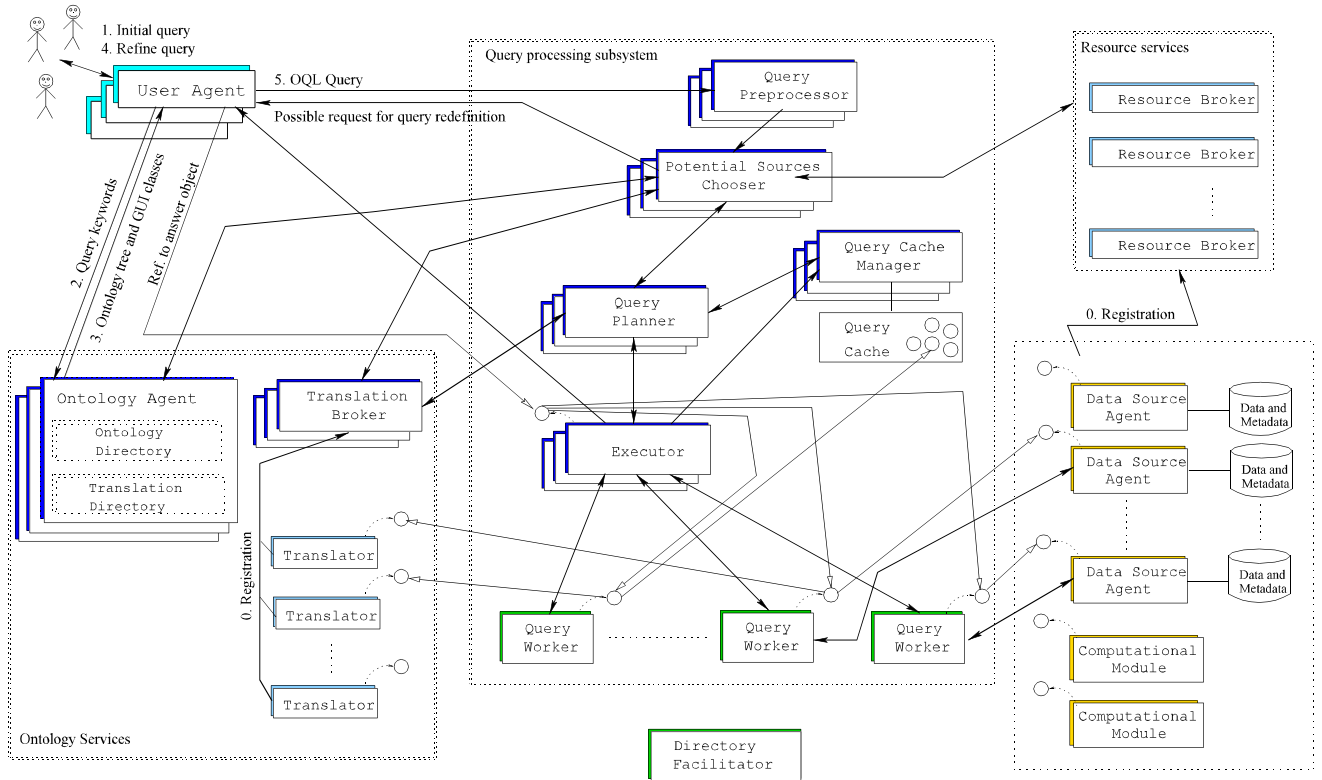 1. Initial query
4. Refine query
User Agent
5. OQL Query
Possible request for query redefinition
2. Query keywords
3. Ontology tree and GUI classes
Ref. to answer object
Query processing subsystem
Query
Preprocessor
Potential Sources
Chooser
Query Cache
Manager
Query
Cache
Query
Planner
Executor
Query
Worker
Query
Worker
Query
Worker
Resource services
Resource Broker
Resource Broker
Resource Broker
0. Registration
Data Source
Agent
Data and
Metadata
Data Source
Agent
Data and
Metadata
Data Source
Agent
Data and
Metadata
Computational
Module
Computational
Module
Ontology Agent
Ontology
Directory
Translation
Directory
Translation
Broker
0. Registration
Translator
Translator
Translator
Ontology Services
Directory
Facilitator